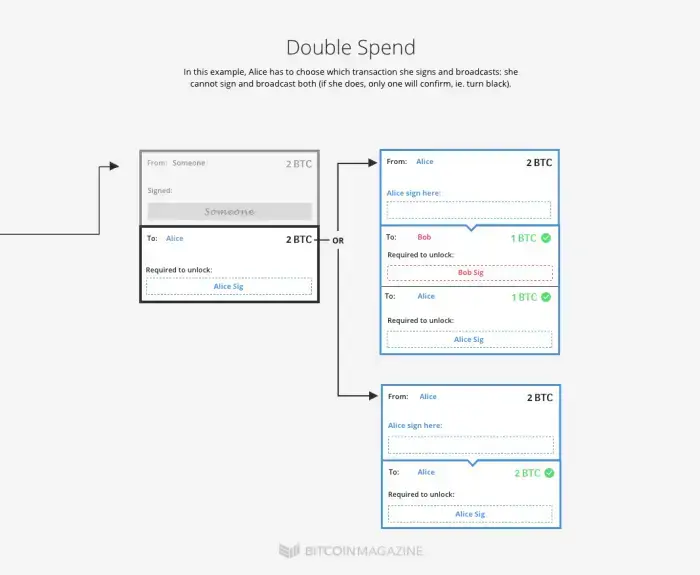 Double Spend
In this example, Alice has to choose which transaction she signs and broadcasts: she
cannot sign and broadcast both (if she does, only one will confirm, ie. turn black).
From: Someone 2 BTC
Signed:
Someone
To: Alice 2 BTC
Required to unlock:
Alice Sig
OR
From: Alice 2 BTC
Alice sign here:
To: Bob 1 BTC
Required to unlock:
Bob Sig
To: Alice 1 BTC
Required to unlock:
Alice Sig
From: Alice 2 BTC
Alice sign here:
To: Alice 2 BTC
Required to unlock:
Alice Sig
BITCOINMAGAZINE